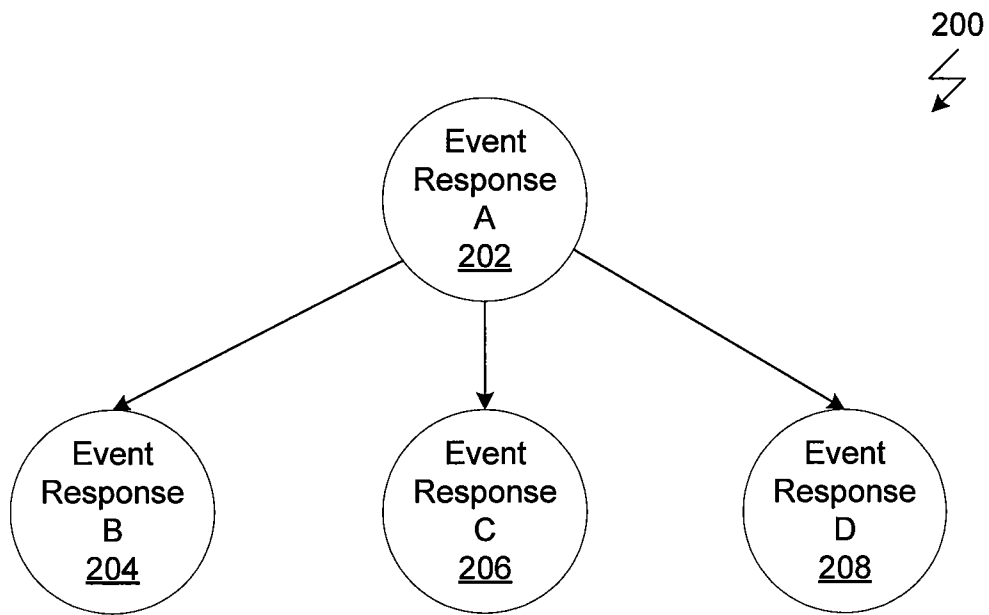 200
Event
Response
A
202
Event
Response
B
204
Event
Response
C
206
Event
Response
D
208